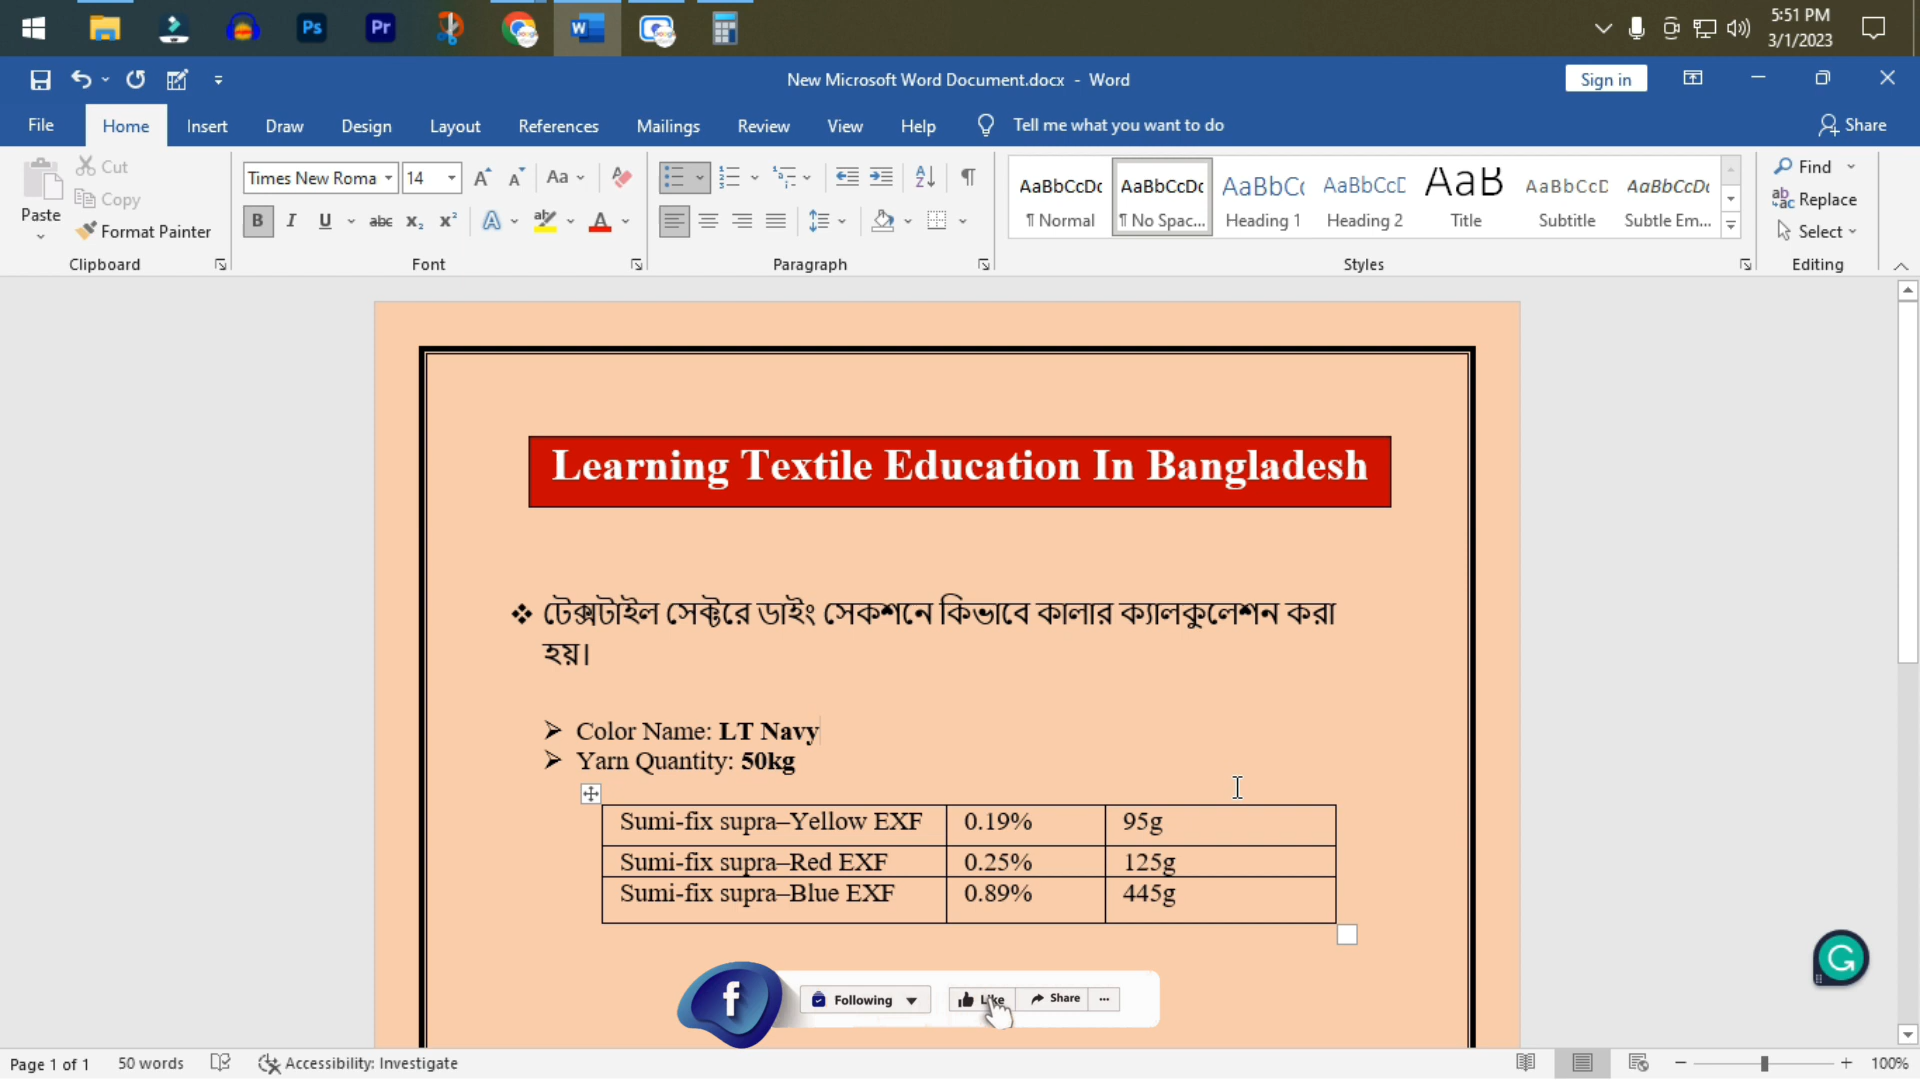 5:51 PM
3/1/2023
New Microsoft Word Document.docx - Word
Sign in
File Home Insert Draw Design Layout References Mailings Review View Help Tell me what you want to do Share
Paste
Cut
Copy
Format Painter
Clipboard
Times New Roma 14
Font
Paragraph
AaBbCcDc AaBbCcDc AaBbCc AaBbCcD AaB AaBbCcD AaBbCcDc
¶ Normal ¶ No Spac... Heading 1 Heading 2 Title Subtitle Subtle Em...
Styles
Find
Replace
Select
Editing
Learning Textile Education In Bangladesh
❖ টেক্সটাইল সেক্টরে ডাইং সেকশনে কিভাবে কালার ক্যালকুলেশন করা
হয়।
➢ Color Name: LT Navy
➢ Yarn Quantity: 50kg
Sumi-fix supra–Yellow EXF 0.19% 95g
Sumi-fix supra–Red EXF 0.25% 125g
Sumi-fix supra–Blue EXF 0.89% 445g
Following Like Share ...
Page 1 of 1 50 words Accessibility: Investigate 100%